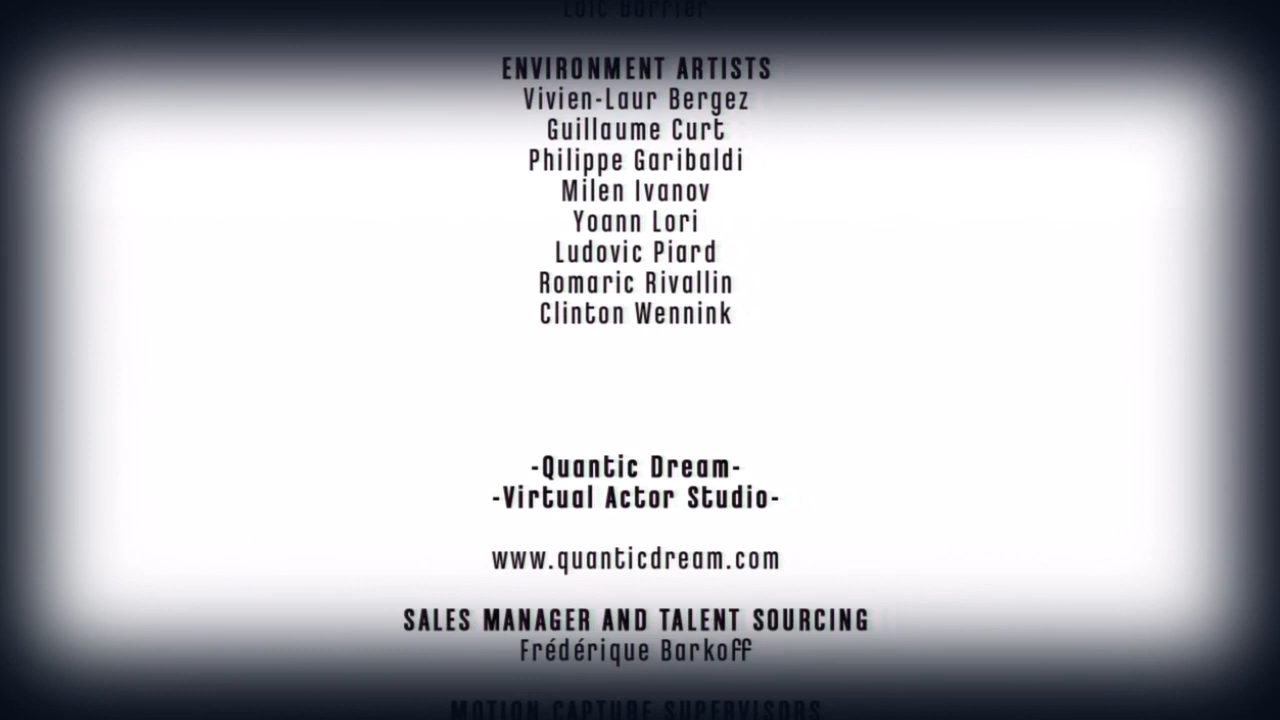 Loïc Barrier
ENVIRONMENT ARTISTS
Vivien-Laur Bergez
Guillaume Curt
Philippe Garibaldi
Milen Ivanov
Yoann Lori
Ludovic Piard
Romaric Rivallin
Clinton Wennink
-Quantic Dream-
-Virtual Actor Studio-
www.quanticdream.com
SALES MANAGER AND TALENT SOURCING
Frédérique Barkoff
MOTION CAPTURE SUPERVISORS